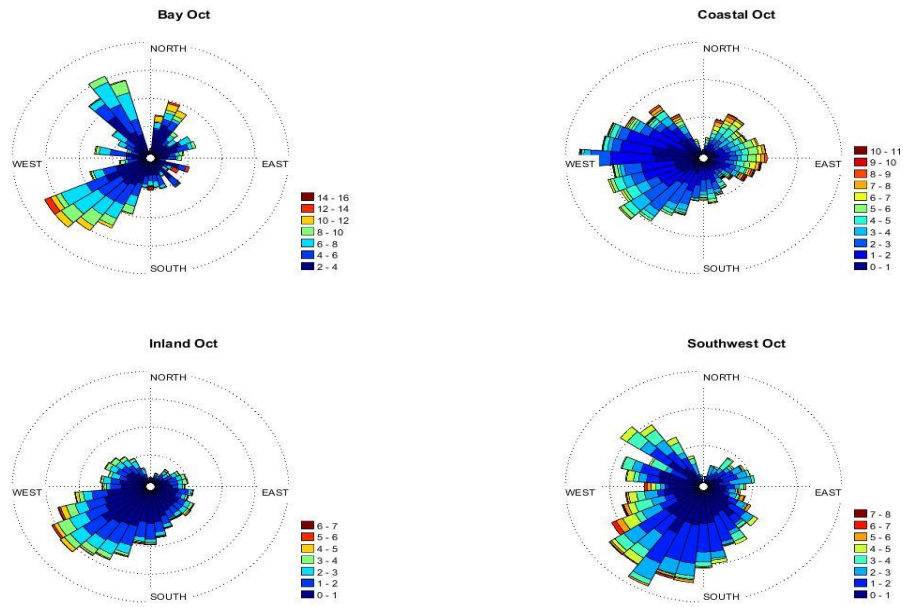 Bay Oct
NORTH
WEST
EAST
SOUTH
14 - 16
12 - 14
10 - 12
8 - 10
6 - 8
4 - 6
2 - 4
Coastal Oct
NORTH
WEST
EAST
SOUTH
10 - 11
9 - 10
8 - 9
7 - 8
6 - 7
5 - 6
4 - 5
3 - 4
2 - 3
1 - 2
0 - 1
Inland Oct
NORTH
WEST
EAST
SOUTH
6 - 7
5 - 6
4 - 5
3 - 4
2 - 3
1 - 2
0 - 1
Southwest Oct
NORTH
WEST
EAST
SOUTH
7 - 8
6 - 7
5 - 6
4 - 5
3 - 4
2 - 3
1 - 2
0 - 1